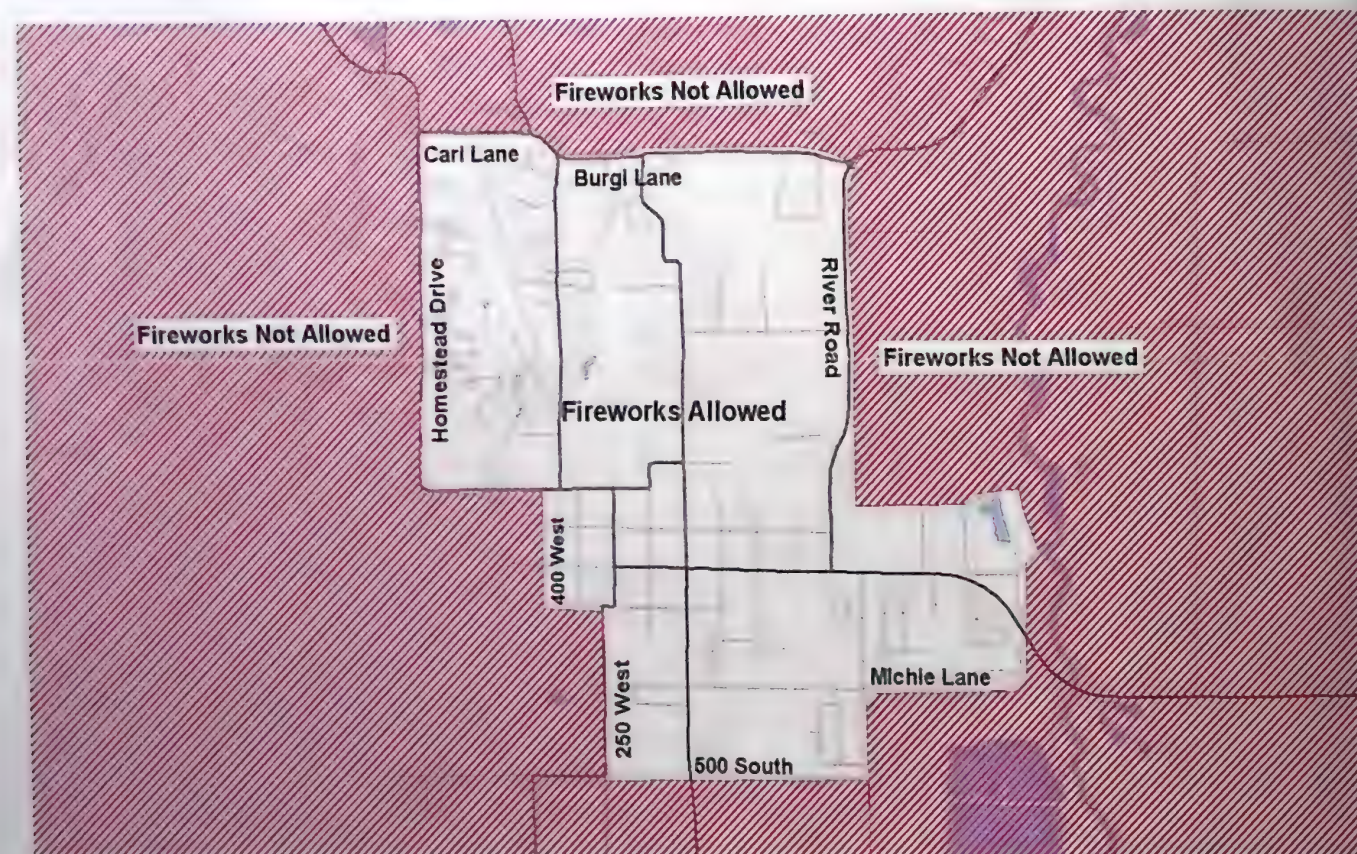 Fireworks Not Allowed
Carl Lane
Burgi Lane
Homestead Drive
River Road
Fireworks Not Allowed
Fireworks Not Allowed
Fireworks Allowed
400 West
250 West
Michie Lane
500 South